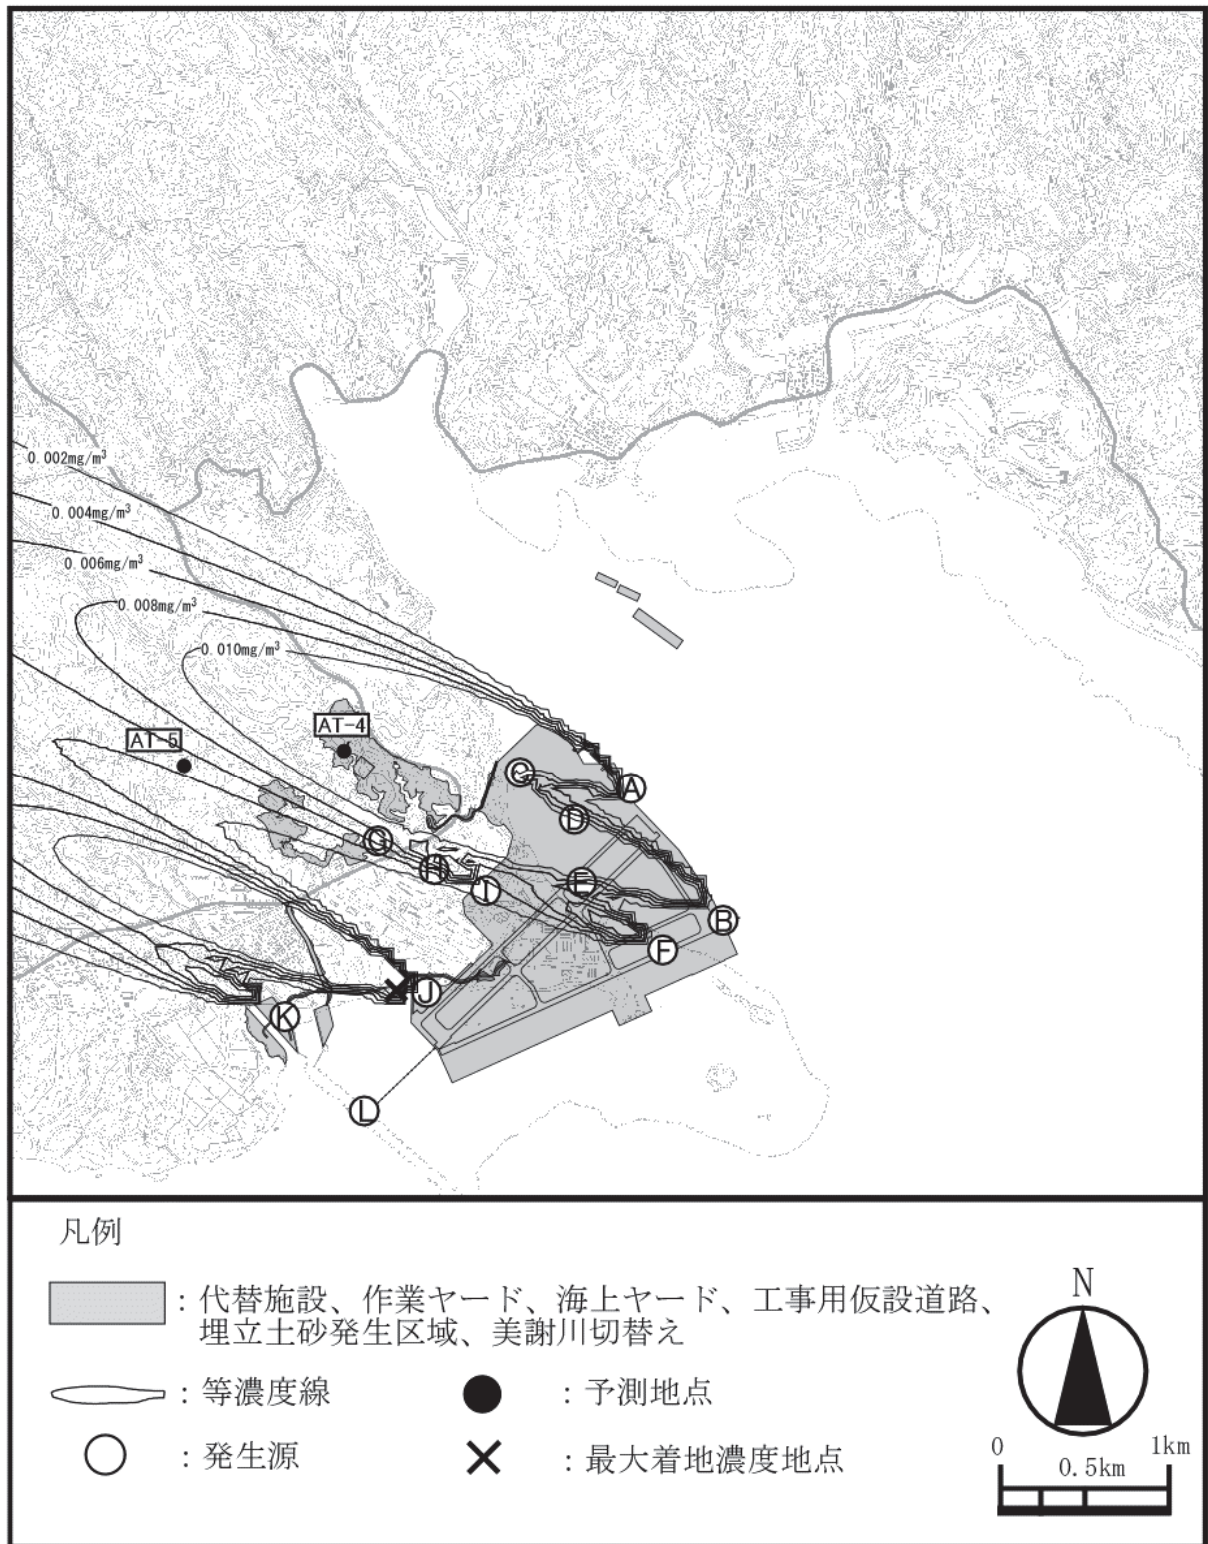 0.002mg/m³
0.004mg/m³
0.006mg/m³
0.008mg/m³
0.010mg/m³
AT-4
AT-5
C
A
D
G
H
I
E
B
F
J
K
L
凡例
：代替施設、作業ヤード、海上ヤード、工事用仮設道路、
埋立土砂発生区域、美謝川切替え
：等濃度線
：予測地点
：発生源
：最大着地濃度地点
N
0
1km
0.5km